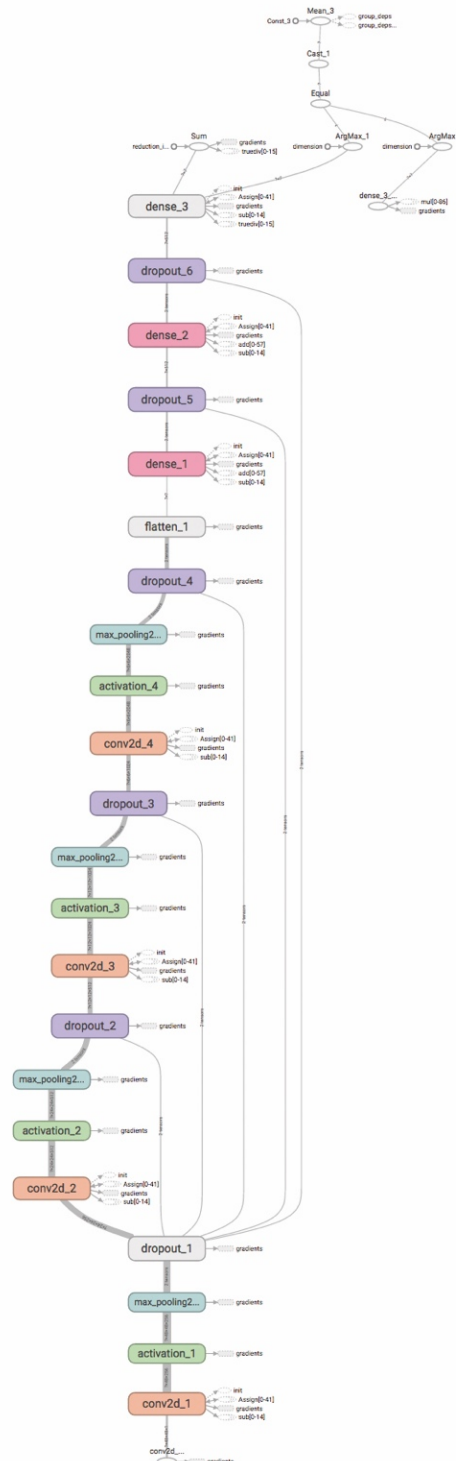 Mean_3
Const_3
group_deps
group_deps...
Cast_1
Equal
Sum
ArgMax_1
ArgMax
reduction_i...
gradients
truediv[0-15]
dimension
dimension
dense_3
init
Assign[0-41]
gradients
sub[0-14]
truediv[0-15]
dense_3_...
mul[0-86]
gradients
dropout_6
gradients
dense_2
init
Assign[0-41]
gradients
add[0-57]
sub[0-14]
dropout_5
gradients
dense_1
init
Assign[0-41]
gradients
add[0-57]
sub[0-14]
flatten_1
gradients
dropout_4
gradients
max_pooling2...
gradients
activation_4
gradients
conv2d_4
init
Assign[0-41]
gradients
sub[0-14]
dropout_3
gradients
max_pooling2...
gradients
activation_3
gradients
conv2d_3
init
Assign[0-41]
gradients
sub[0-14]
dropout_2
gradients
max_pooling2...
gradients
activation_2
gradients
conv2d_2
init
Assign[0-41]
gradients
sub[0-14]
dropout_1
gradients
max_pooling2...
gradients
activation_1
gradients
conv2d_1
init
Assign[0-41]
gradients
sub[0-14]
conv2d_...
gradients